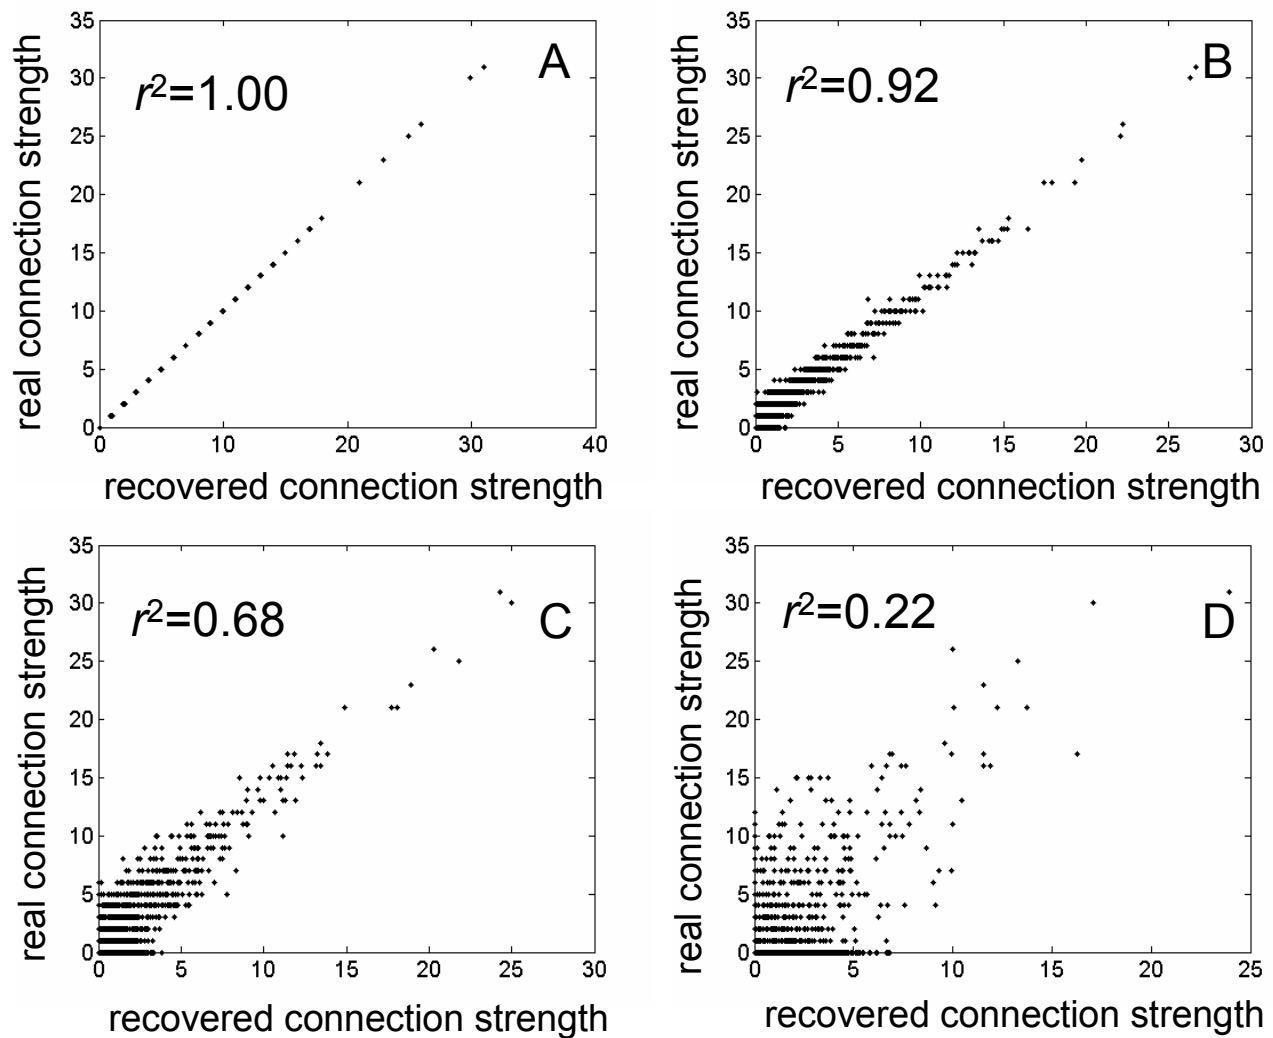 A
r²=1.00
real connection strength
35
30
25
20
15
10
5
0
0 10 20 30 40
recovered connection strength
B
r²=0.92
real connection strength
35
30
25
20
15
10
5
0
0 5 10 15 20 25 30
recovered connection strength
C
r²=0.68
real connection strength
35
30
25
20
15
10
5
0
0 5 10 15 20 25 30
recovered connection strength
D
r²=0.22
real connection strength
35
30
25
20
15
10
5
0
0 5 10 15 20 25
recovered connection strength